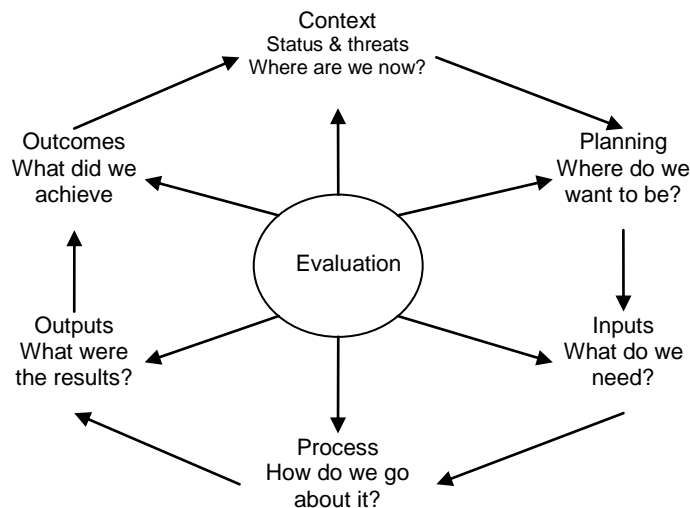 Context
Status & threats
Where are we now?
Planning
Where do we
want to be?
Inputs
What do we
need?
Process
How do we go
about it?
Outputs
What were
the results?
Outcomes
What did we
achieve
Evaluation